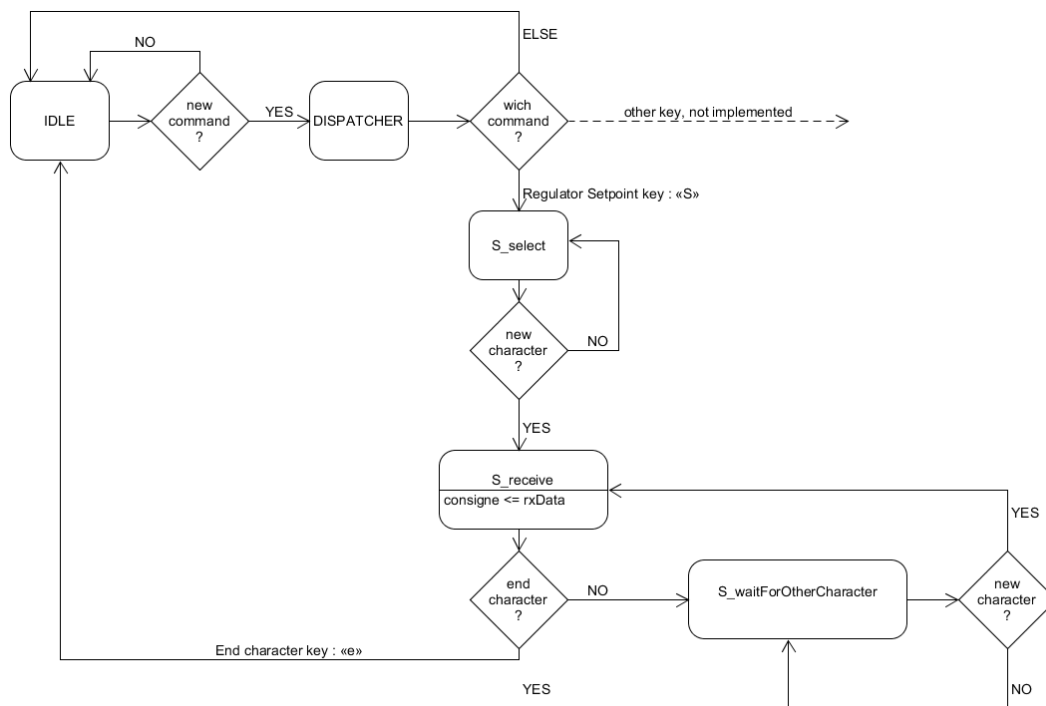 ELSE
NO
IDLE
new
command
?
YES
DISPATCHER
wich
command
?
other key, not implemented
Regulator Setpoint key : «S»
S_select
new
character
?
NO
YES
S_receive
consigne <= rxData
YES
end
character
?
NO
S_waitForOtherCharacter
new
character
?
End character key : «e»
YES
NO